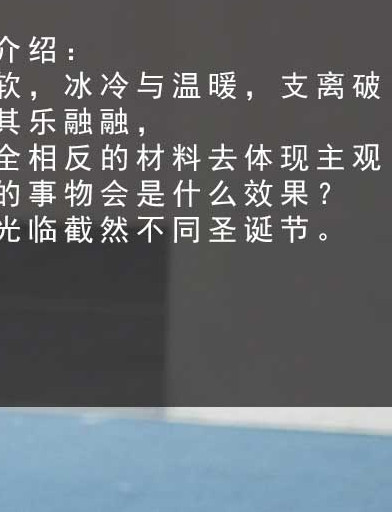 介绍：
软，冰冷与温暖，支离破
其乐融融，
全相反的材料去体现主观
的事物会是什么效果？
光临截然不同圣诞节。